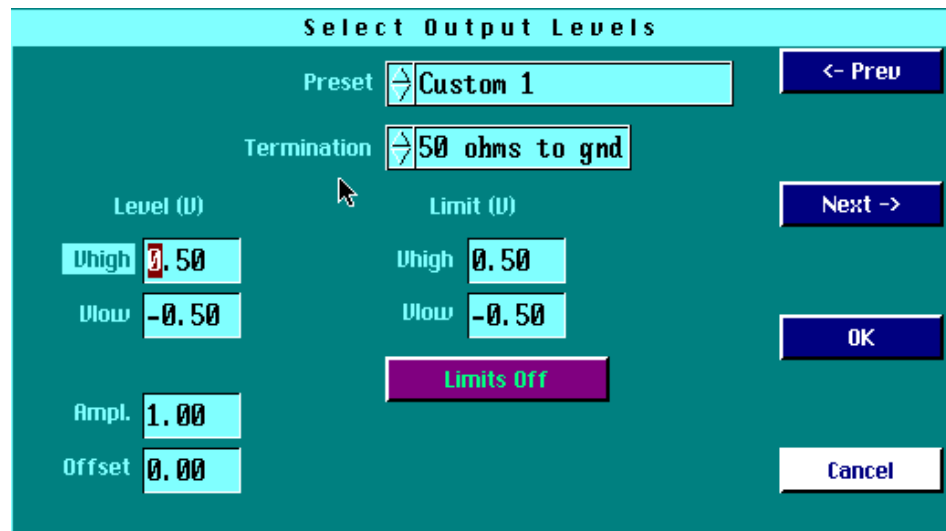 Select Output Levels
Preset Custom 1
<- Prev
Termination 50 ohms to gnd
Level (V) Limit (V)
Next ->
Vhigh 0.50 Vhigh 0.50
Vlow -0.50 Vlow -0.50
OK
Limits Off
Ampl. 1.00
Offset 0.00
Cancel